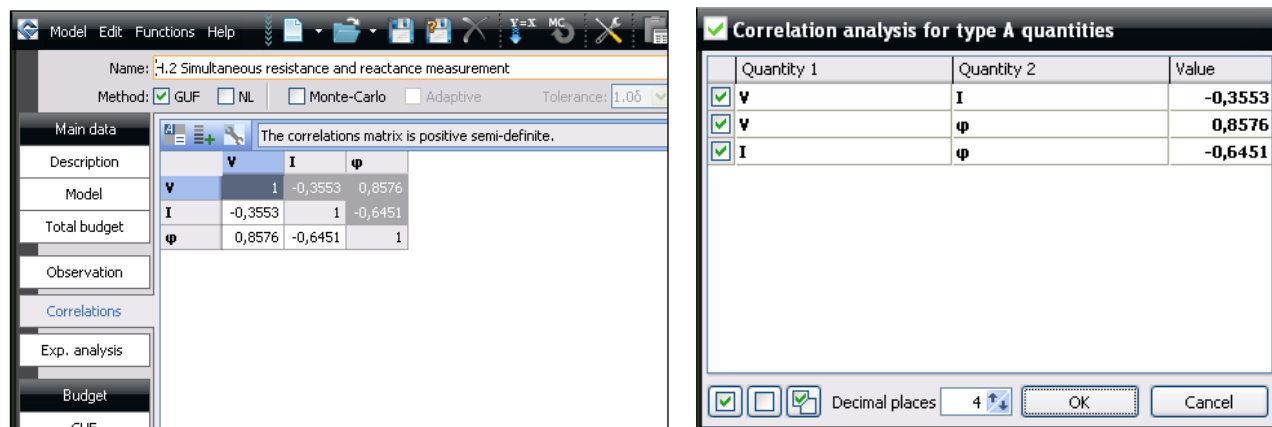 Model Edit Functions Help
Y=X MC
Name: H.2 Simultaneous resistance and reactance measurement
Method: GUF NL Monte-Carlo Adaptive Tolerance: 1.0δ
Main data
Description
Model
Total budget
Observation
Correlations
Exp. analysis
Budget
GUF
The correlations matrix is positive semi-definite.
V I φ
V 1 -0,3553 0,8576
I -0,3553 1 -0,6451
φ 0,8576 -0,6451 1
Correlation analysis for type A quantities
Quantity 1 Quantity 2 Value
V I -0,3553
V φ 0,8576
I φ -0,6451
Decimal places 4 OK Cancel